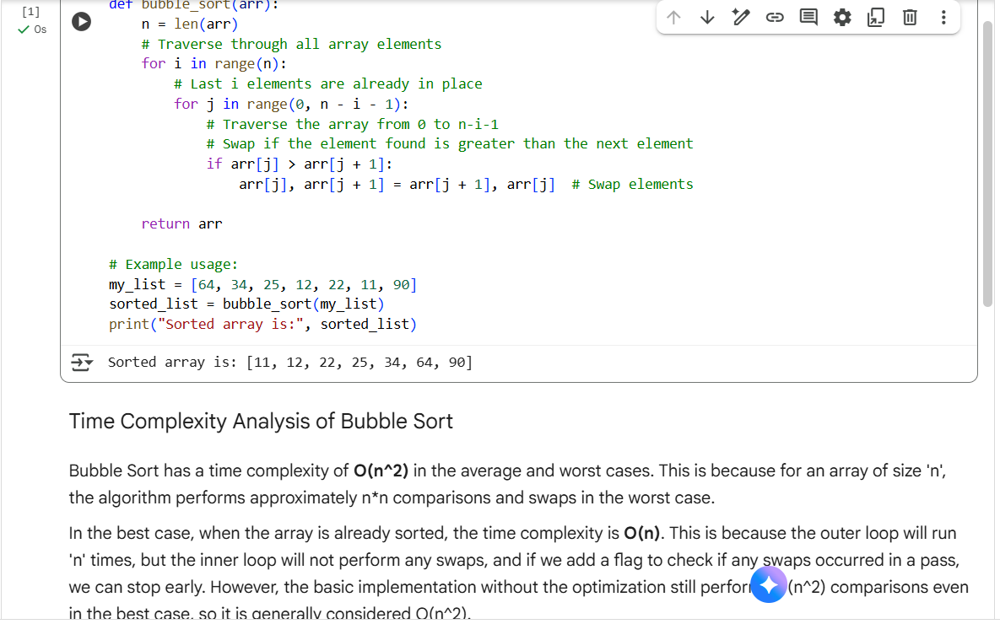 [1]
0s
def bubble_sort(arr):
n = len(arr)
# Traverse through all array elements
for i in range(n):
# Last i elements are already in place
for j in range(0, n - i - 1):
# Traverse the array from 0 to n-i-1
# Swap if the element found is greater than the next element
if arr[j] > arr[j + 1]:
arr[j], arr[j + 1] = arr[j + 1], arr[j]  # Swap elements
return arr
# Example usage:
my_list = [64, 34, 25, 12, 22, 11, 90]
sorted_list = bubble_sort(my_list)
print("Sorted array is:", sorted_list)
Sorted array is: [11, 12, 22, 25, 34, 64, 90]
Time Complexity Analysis of Bubble Sort
Bubble Sort has a time complexity of O(n^2) in the average and worst cases. This is because for an array of size 'n',
the algorithm performs approximately n*n comparisons and swaps in the worst case.
In the best case, when the array is already sorted, the time complexity is O(n). This is because the outer loop will run
'n' times, but the inner loop will not perform any swaps, and if we add a flag to check if any swaps occurred in a pass,
we can stop early. However, the basic implementation without the optimization still perfor (n^2) comparisons even
in the best case, so it is generally considered O(n^2).